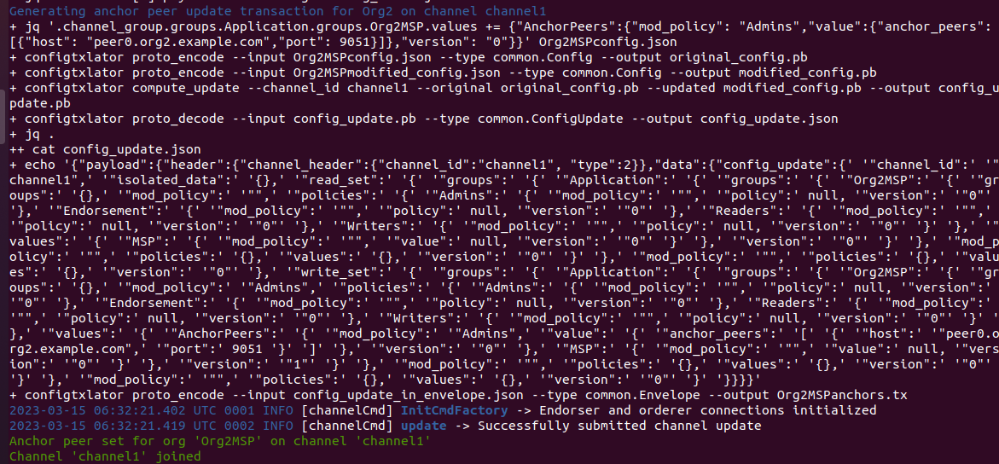 Generating anchor peer update transaction for Org2 on channel channel1
+ jq '.channel_group.groups.Application.groups.Org2MSP.values += {"AnchorPeers":{"mod_policy": "Admins","value":{"anchor_peers":
[{"host": "peer0.org2.example.com","port": 9051}]},"version": "0"}}' Org2MSPconfig.json
+ configtxlator proto_encode --input Org2MSPconfig.json --type common.Config --output original_config.pb
+ configtxlator proto_encode --input Org2MSPmodified_config.json --type common.Config --output modified_config.pb
+ configtxlator compute_update --channel_id channel1 --original original_config.pb --updated modified_config.pb --output config_u
pdate.pb
+ configtxlator proto_decode --input config_update.pb --type common.ConfigUpdate --output config_update.json
+ jq .
++ cat config_update.json
+ echo '{"payload":{"header":{"channel_header":{"channel_id":"channel1", "type":2}},"data":{"config_update":{' '"channel_id":' '"
channel1",' '"isolated_data":' '{},' '"read_set":' '{' '"groups":' '{' '"Application":' '{' '"groups":' '{' '"Org2MSP":' '{' '"gr
oups":' '{},' '"mod_policy":' '"",' '"policies":' '{' '"Admins":' '{' '"mod_policy":' '"",' '"policy":' null, '"version":' '"0"'
'},' '"Endorsement":' '{' '"mod_policy":' '"",' '"policy":' null, '"version":' '"0"' '},' '"Readers":' '{' '"mod_policy":' '"",'
'"policy":' null, '"version":' '"0"' '},' '"Writers":' '{' '"mod_policy":' '"",' '"policy":' null, '"version":' '"0"' '}' '},' '"
values":' '{' '"MSP":' '{' '"mod_policy":' '"",' '"value":' null, '"version":' '"0"' '}' '},' '"version":' '"0"' '}' '},' '"mod_p
olicy":' '"",' '"policies":' '{},' '"values":' '{},' '"version":' '"0"' '}' '},' '"mod_policy":' '"",' '"policies":' '{},' '"valu
es":' '{},' '"version":' '"0"' '},' '"write_set":' '{' '"groups":' '{' '"Application":' '{' '"groups":' '{' '"Org2MSP":' '{' '"gr
oups":' '{},' '"mod_policy":' '"Admins",' '"policies":' '{' '"Admins":' '{' '"mod_policy":' '"",' '"policy":' null, '"version":'
'"0"' '},' '"Endorsement":' '{' '"mod_policy":' '"",' '"policy":' null, '"version":' '"0"' '},' '"Readers":' '{' '"mod_policy":'
'"",' '"policy":' null, '"version":' '"0"' '},' '"Writers":' '{' '"mod_policy":' '"",' '"policy":' null, '"version":' '"0"' '}' '
},' '"values":' '{' '"AnchorPeers":' '{' '"mod_policy":' '"Admins",' '"value":' '{' '"anchor_peers":' '[' '{' '"host":' '"peer0.o
rg2.example.com",' '"port":' 9051 '}' ']' '},' '"version":' '"0"' '},' '"MSP":' '{' '"mod_policy":' '"",' '"value":' null, '"vers
ion":' '"0"' '}' '},' '"version":' '"1"' '}' '},' '"mod_policy":' '"",' '"policies":' '{},' '"values":' '{},' '"version":' '"0"'
'}' '},' '"mod_policy":' '"",' '"policies":' '{},' '"values":' '{},' '"version":' '"0"' '}' '}}}}'
+ configtxlator proto_encode --input config_update_in_envelope.json --type common.Envelope --output Org2MSPanchors.tx
2023-03-15 06:32:21.402 UTC 0001 INFO [channelCmd] InitCmdFactory -> Endorser and orderer connections initialized
2023-03-15 06:32:21.419 UTC 0002 INFO [channelCmd] update -> Successfully submitted channel update
Anchor peer set for org 'Org2MSP' on channel 'channel1'
Channel 'channel1' joined